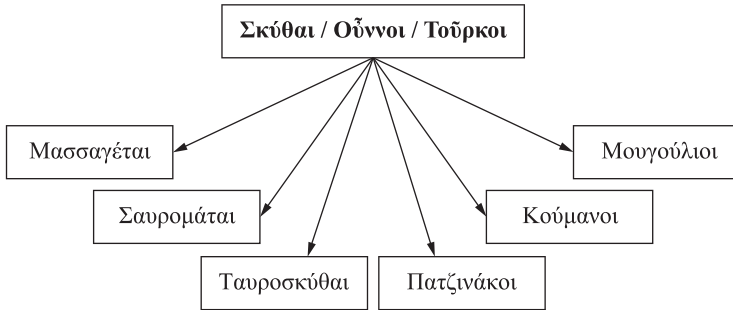 Σκύθαι / Οὖννοι / Τοῦρκοι
Μασσαγέται
Μουγούλιοι
Σαυρομάται
Κούμανοι
Ταυροσκύθαι
Πατζινάκοι